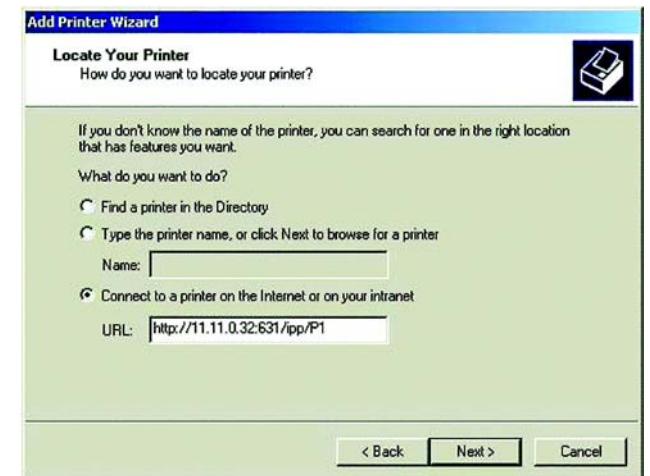 Add Printer Wizard
Locate Your Printer
How do you want to locate your printer?
If you don't know the name of the printer, you can search for one in the right location
that has features you want.
What do you want to do?
Find a printer in the Directory
Type the printer name, or click Next to browse for a printer
Name:
Connect to a printer on the Internet or on your intranet
URL: http://11.11.0.32:631/ipp/P1
< Back Next > Cancel